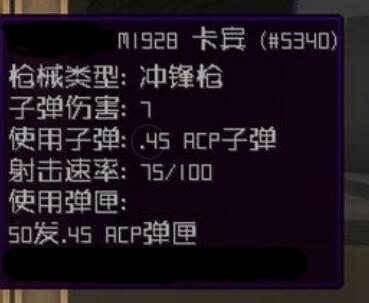 M1928 卡宾 (#5340)
枪械类型: 冲锋枪
子弹伤害: 7
使用子弹: .45 ACP子弹
射击速率: 75/100
使用弹匣:
50发.45 ACP弹匣